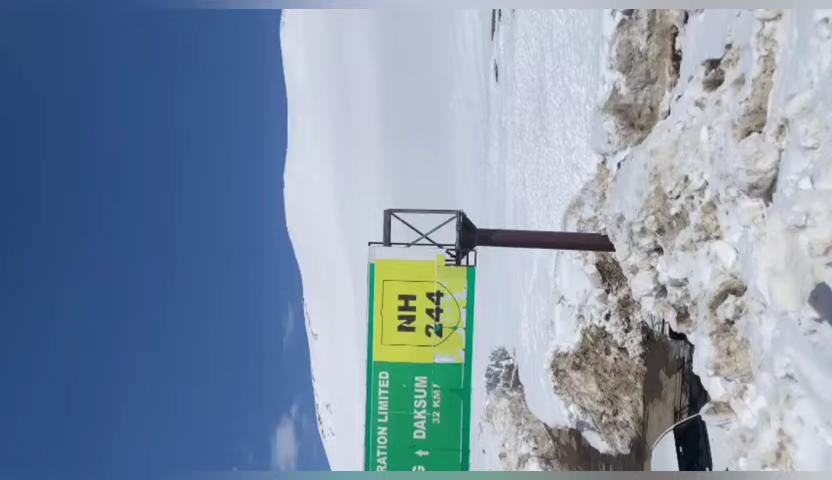 NH
244
RATION LIMITED
G ↑ DAKSUM
32 KM